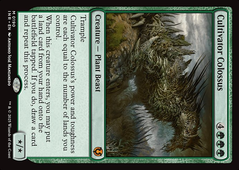 Cultivator Colossus
Creature — Plant Beast
Trample
Cultivator Colossus's power and toughness
are each equal to the number of lands you
control.
When this creature enters, you may put
a land card from your hand onto the
battlefield tapped. If you do, draw a card
and repeat this process.
*/*